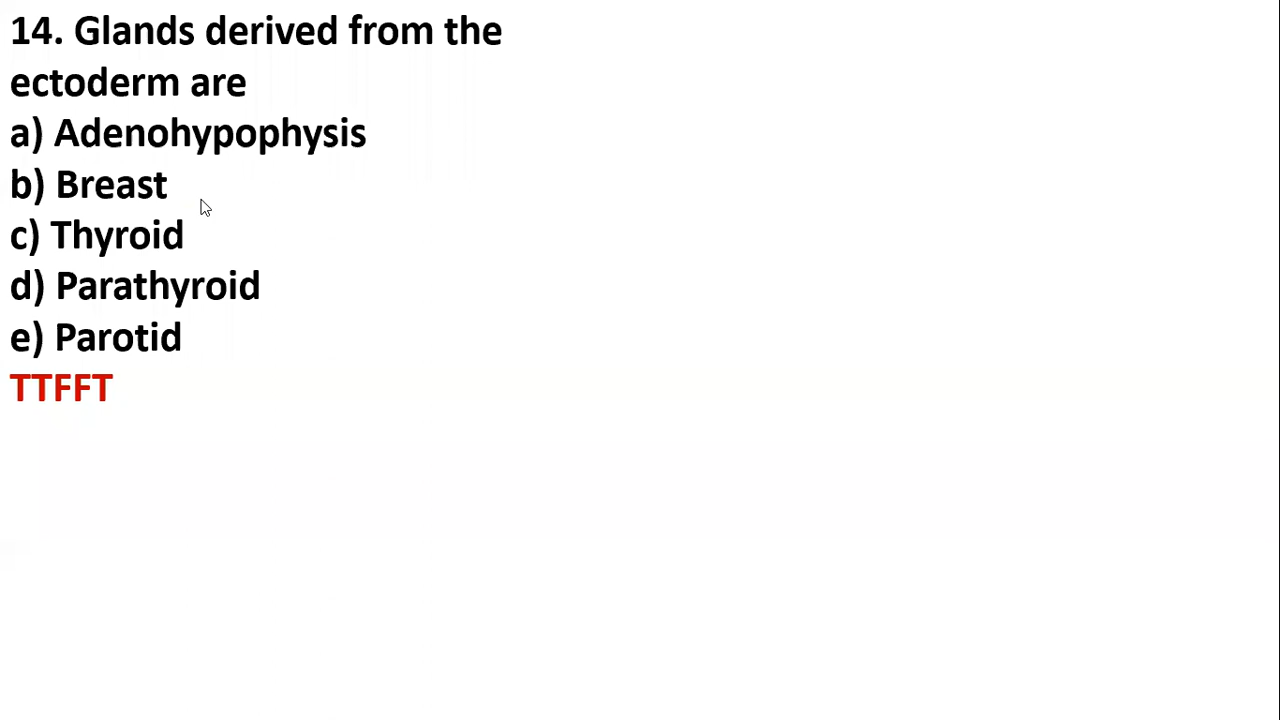 14. Glands derived from the
ectoderm are
a) Adenohypophysis
b) Breast
c) Thyroid
d) Parathyroid
e) Parotid
TTFFT